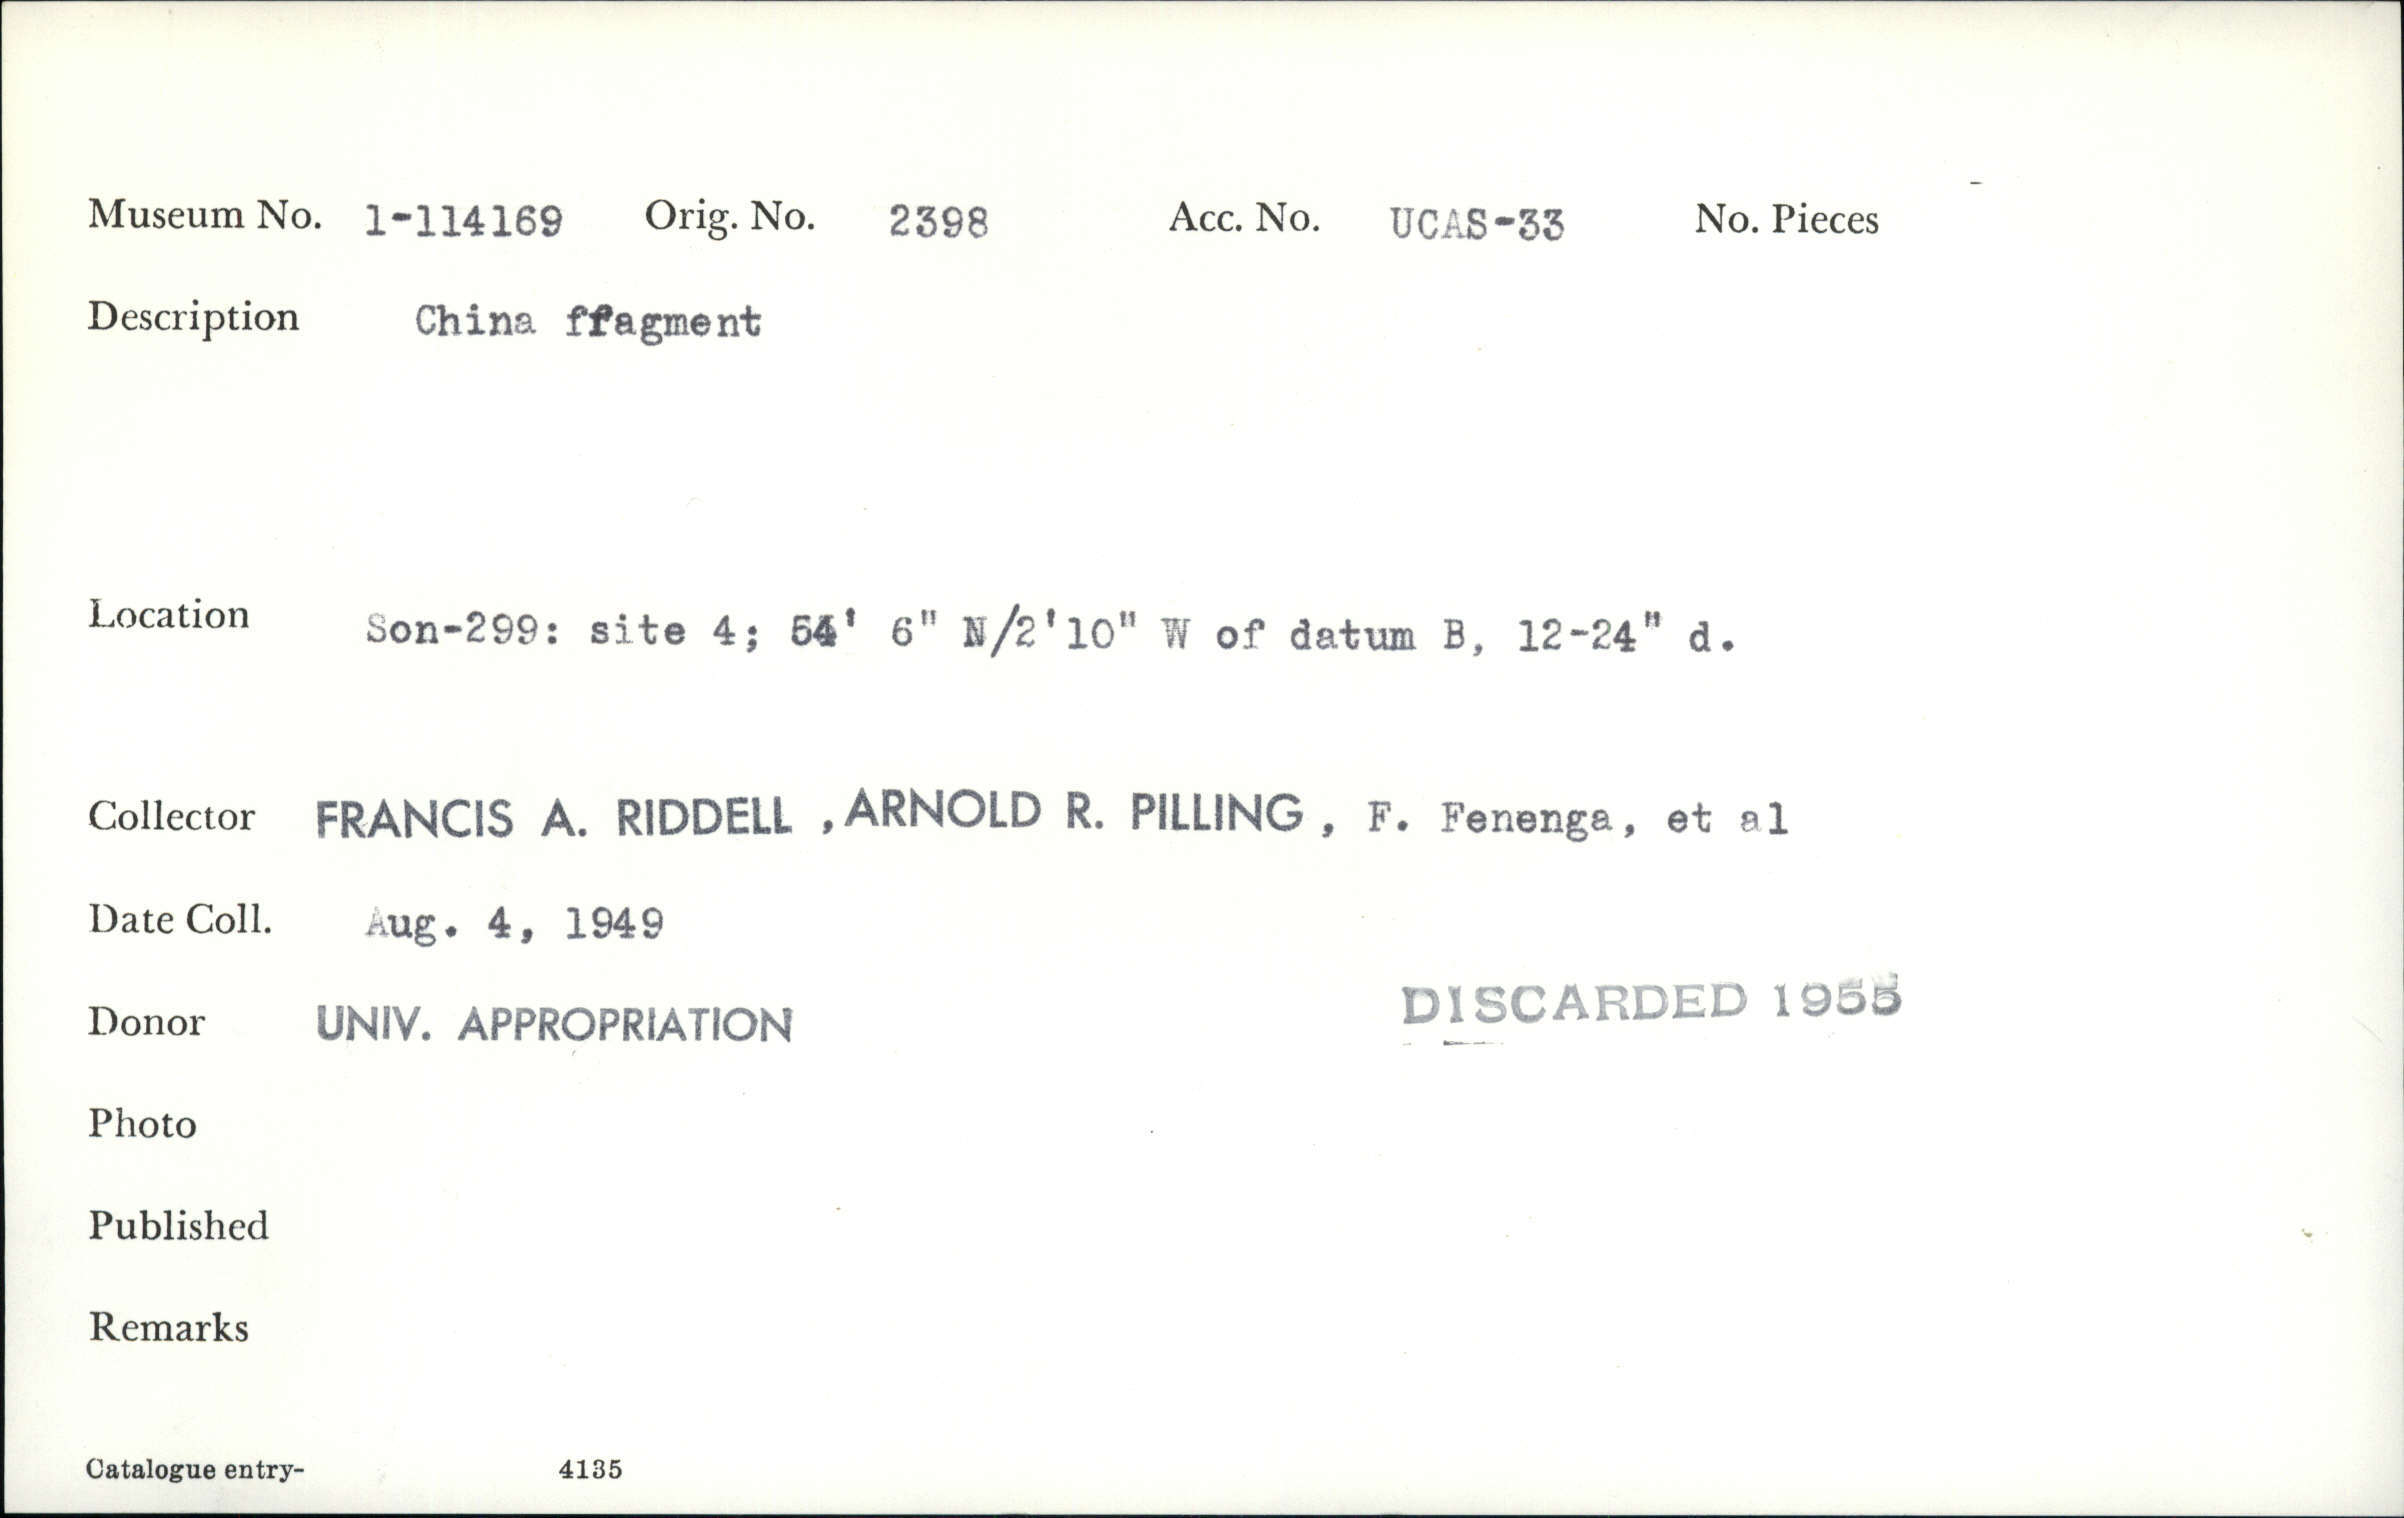 Museum No. 1-114169 Orig. No. 2398 Acc. No. UCAS-33 No. Pieces
Description China ffagment
Location Son-299: site 4; 54' 6" N/2'10" W of datum B, 12-24" d.
Collector FRANCIS A. RIDDELL , ARNOLD R. PILLING , F. Fenenga, et al
Date Coll. Aug. 4, 1949
Donor UNIV. APPROPRIATION DISCARDED 1955
Photo
Published
Remarks
Catalogue entry- 4135